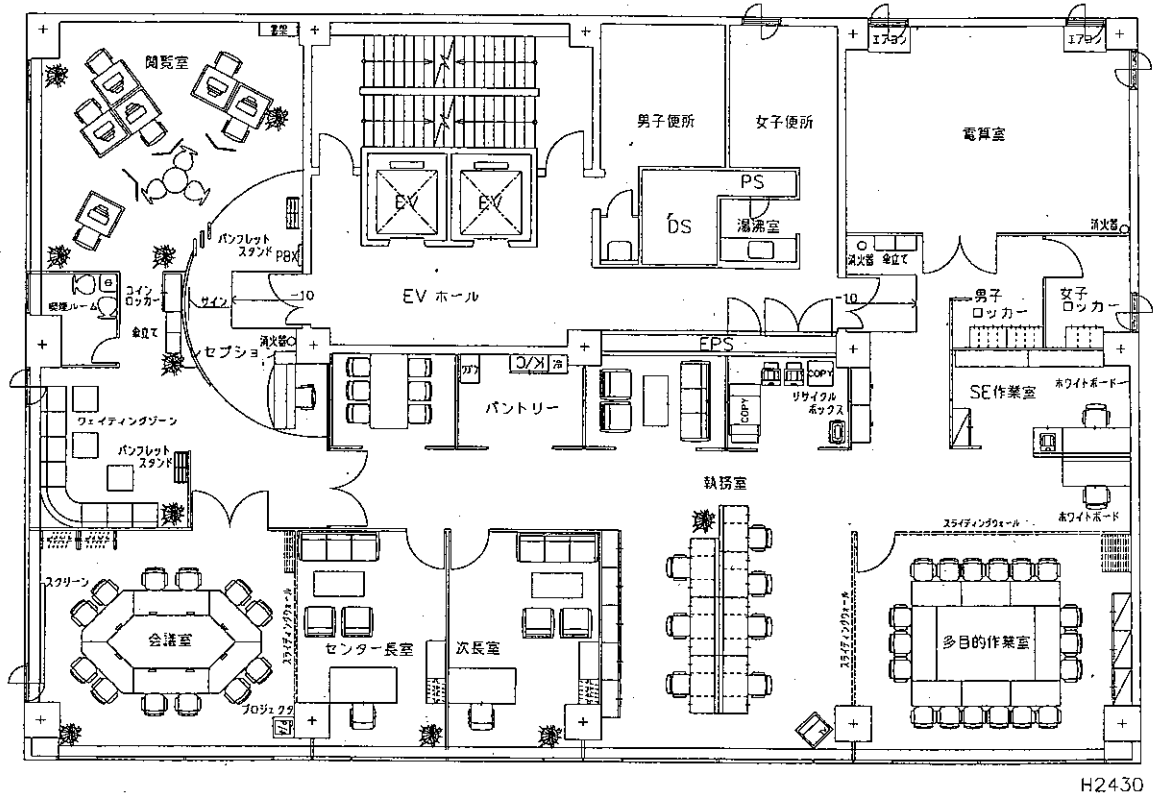 書架
エアコン
エアコン
閲覧室
男子便所
女子便所
電算室
EV
EV
PS
DS
湯沸室
パンフレット
スタンド
PBX
消火器
消火器
傘立て
コイン
ロッカー
サイン
-10
EV ホール
-10
男子
ロッカー
女子
ロッカー
喫煙ルーム
傘立て
消火器
レセプション
EPS
K/C
COPY
COPY
リサイクル
ボックス
SE作業室
ホワイトボード
パントリー
ウェイティングゾーン
パンフレット
スタンド
執務室
ホワイトボード
スライディングウォール
スクリーン
会議室
スライディングウォール
センター長室
次長室
スライディングウォール
多目的作業室
プロジェクタ
H2430